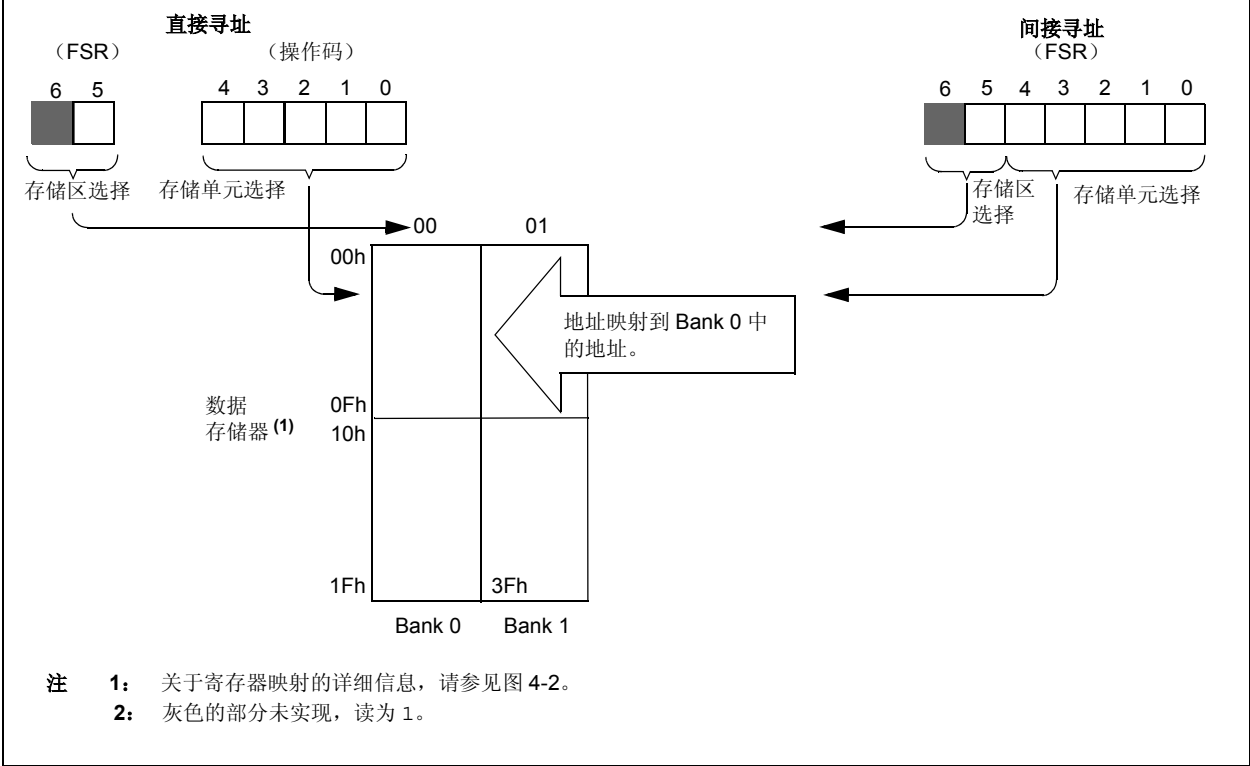 直接寻址
间接寻址
（FSR）
（操作码）
（FSR）
6 5
4 3 2 1 0
6 5 4 3 2 1 0
存储区选择
存储单元选择
存储区
选择
存储单元选择
00
01
00h
地址映射到 Bank 0 中
的地址。
数据
存储器 (1)
0Fh
10h
1Fh
3Fh
Bank 0
Bank 1
注 1： 关于寄存器映射的详细信息，请参见图 4-2。
2： 灰色的部分未实现，读为 1。